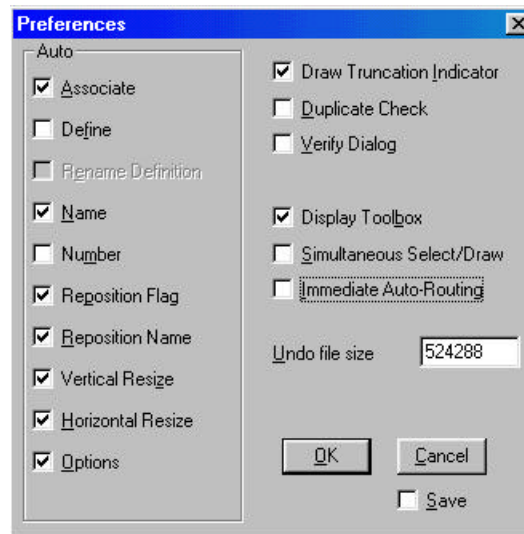 Preferences
Auto
Associate
Define
Rename Definition
Name
Number
Reposition Flag
Reposition Name
Vertical Resize
Horizontal Resize
Options
Draw Truncation Indicator
Duplicate Check
Verify Dialog
Display Toolbox
Simultaneous Select/Draw
Immediate Auto-Routing
Undo file size 524288
OK Cancel
Save